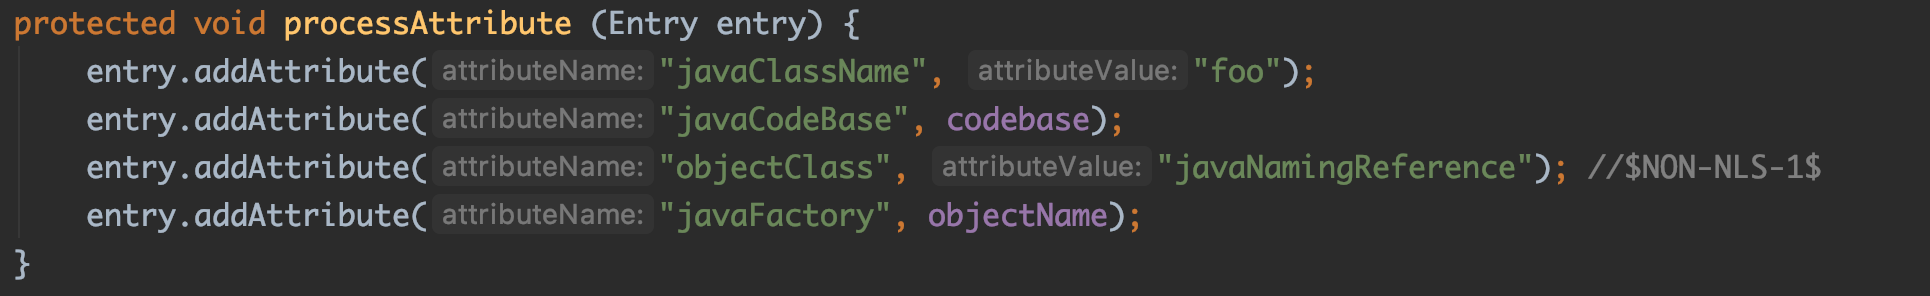 protected void processAttribute (Entry entry) {
    entry.addAttribute( attributeName: "javaClassName", attributeValue: "foo");
    entry.addAttribute( attributeName: "javaCodeBase", codebase);
    entry.addAttribute( attributeName: "objectClass", attributeValue: "javaNamingReference"); //$NON-NLS-1$
    entry.addAttribute( attributeName: "javaFactory", objectName);
}